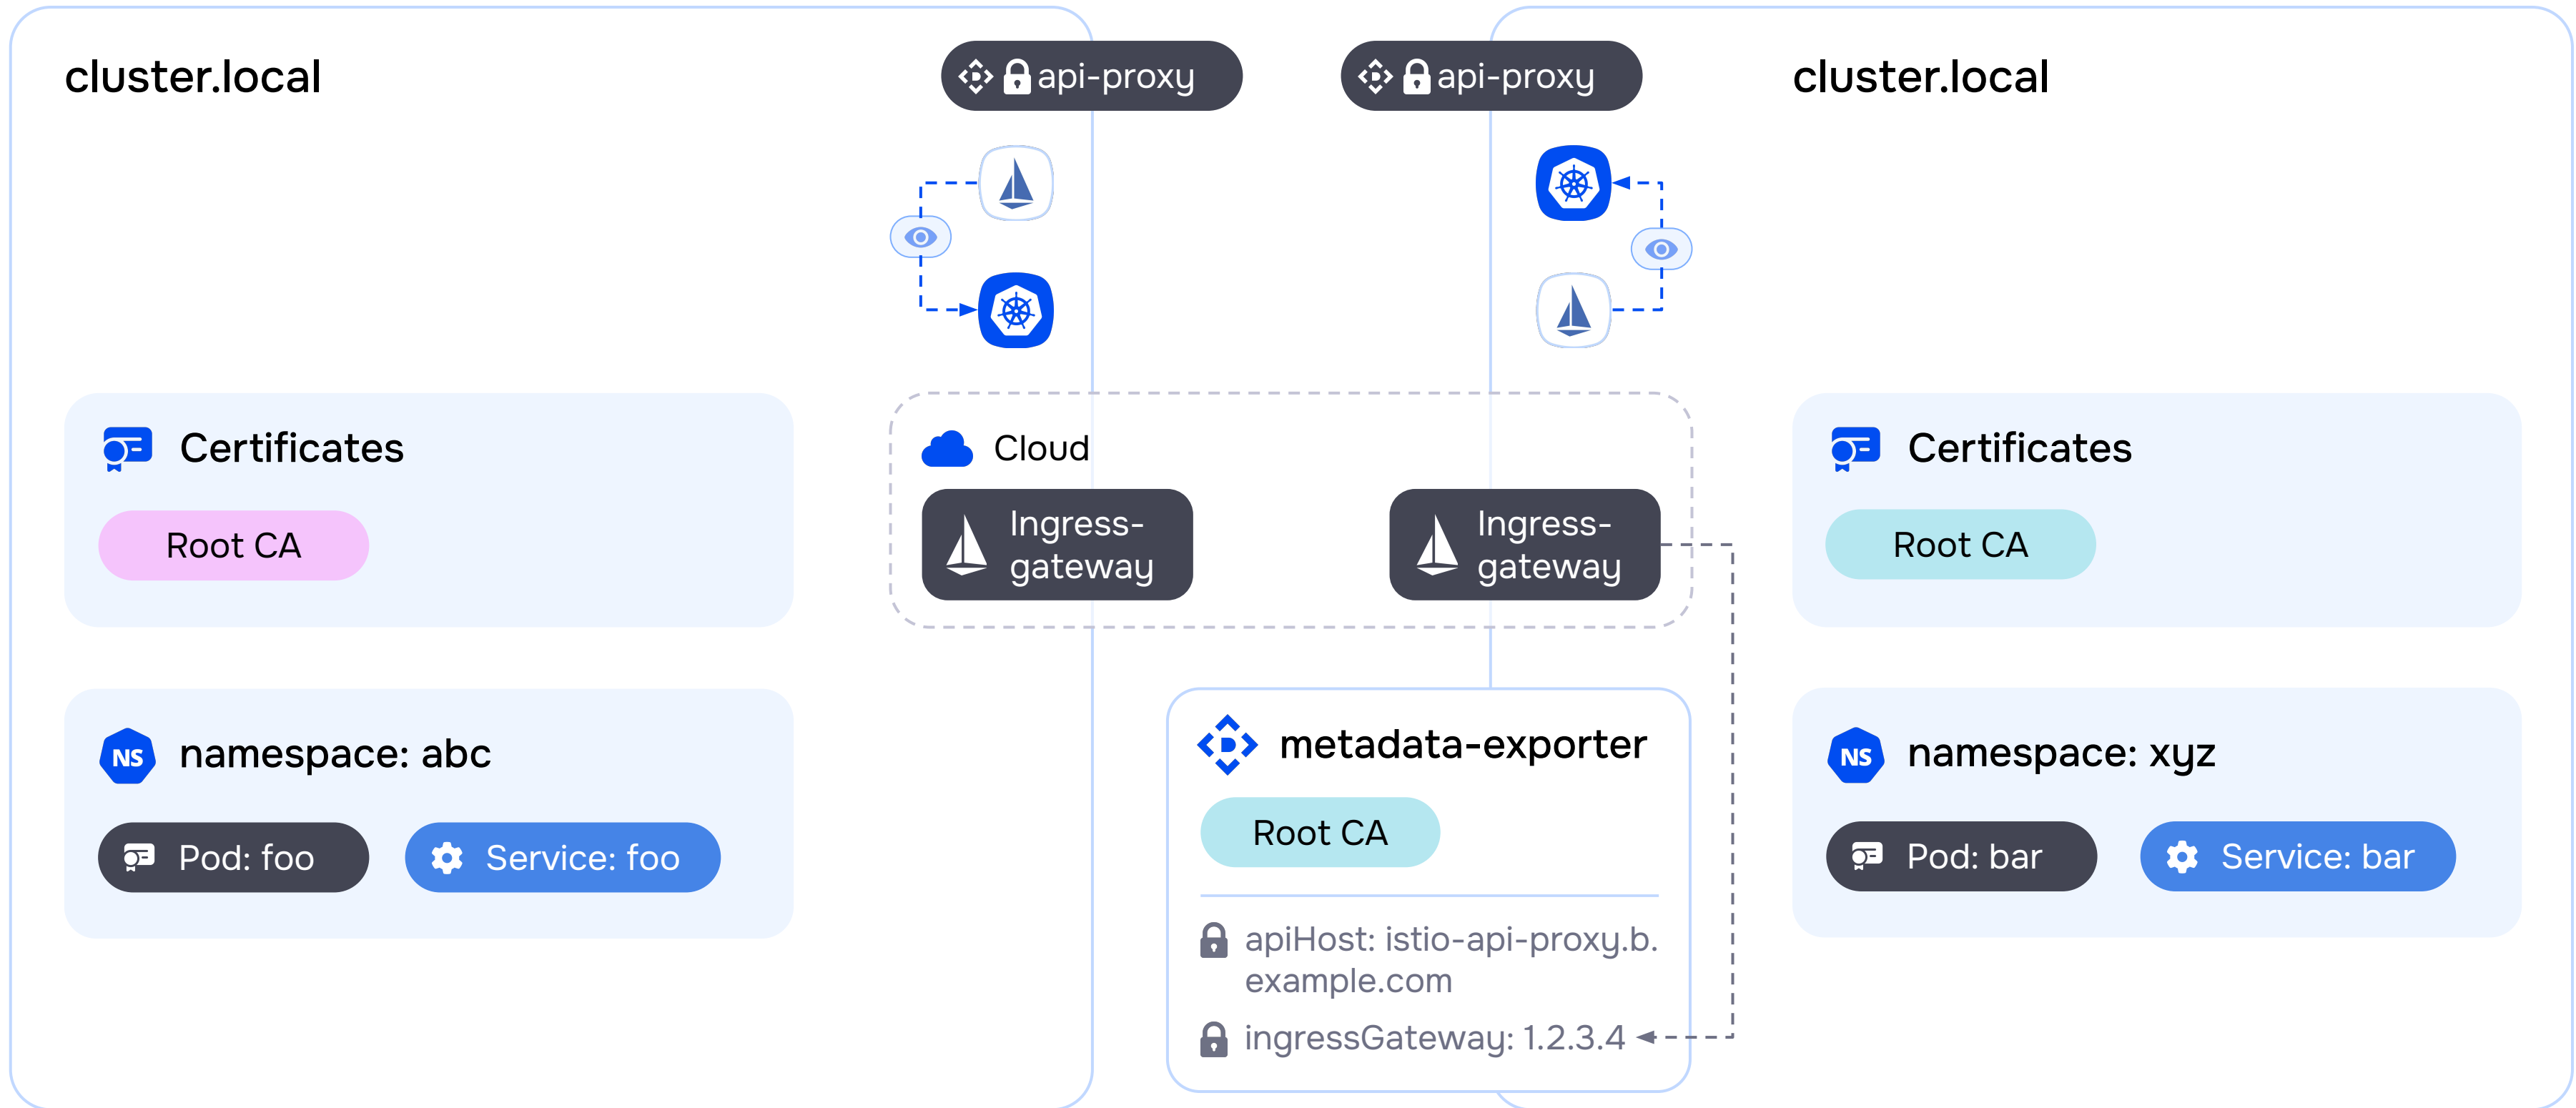 cluster.local
api-proxy
api-proxy
cluster.local
Certificates
Root CA
Cloud
Ingress-
gateway
Ingress-
gateway
Certificates
Root CA
NS
namespace: abc
Pod: foo
Service: foo
metadata-exporter
Root CA
apiHost: istio-api-proxy.b.
example.com
ingressGateway: 1.2.3.4
NS
namespace: xyz
Pod: bar
Service: bar